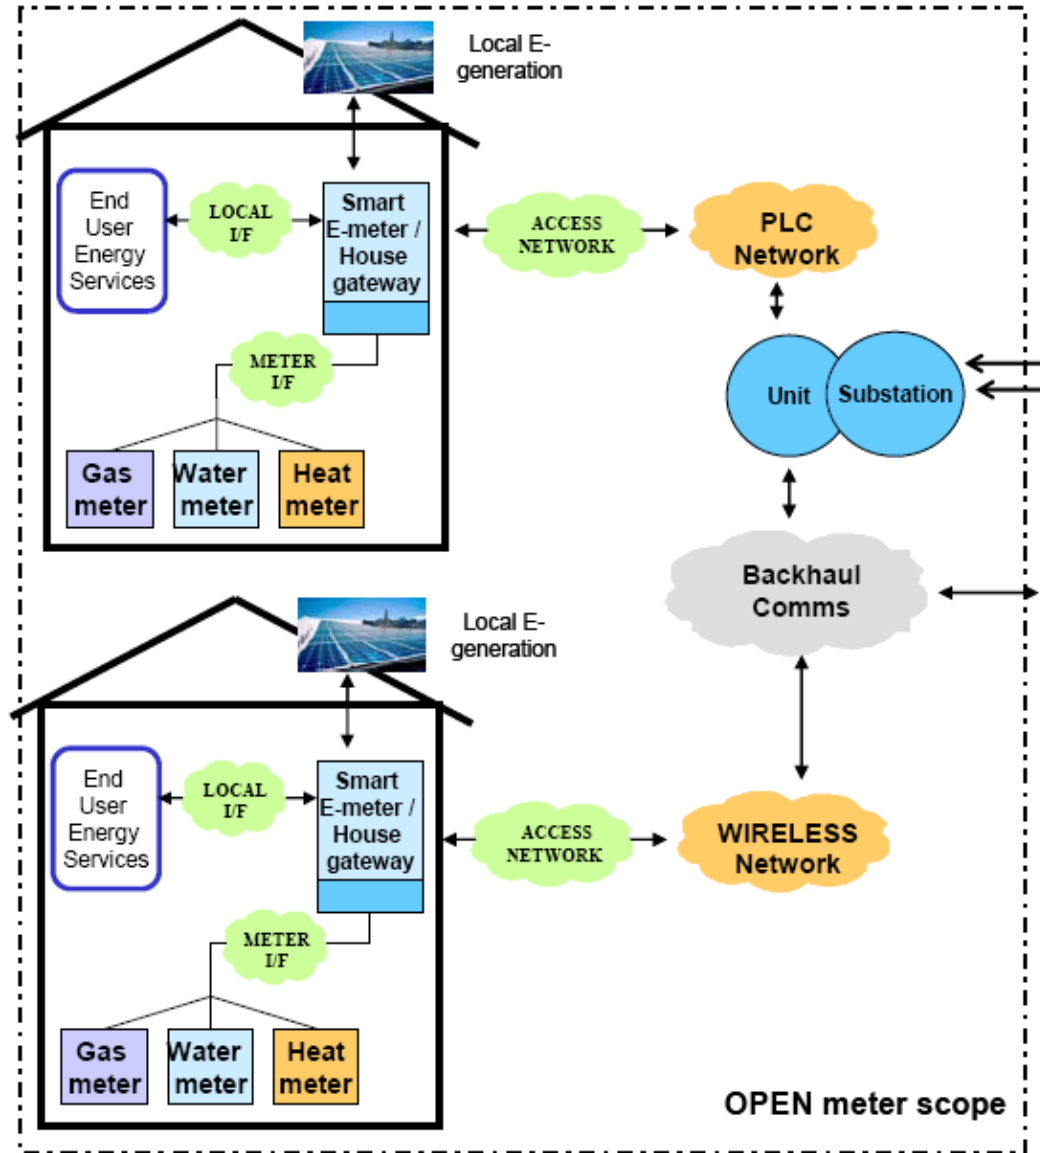 Local E-
generation
End
User
Energy
Services
LOCAL
I/F
Smart
E-meter /
House
gateway
ACCESS
NETWORK
PLC
Network
METER
I/F
Unit
Substation
Gas
meter
Water
meter
Heat
meter
Backhaul
Comms
Local E-
generation
End
User
Energy
Services
LOCAL
I/F
Smart
E-meter /
House
gateway
ACCESS
NETWORK
WIRELESS
Network
METER
I/F
Gas
meter
Water
meter
Heat
meter
OPEN meter scope